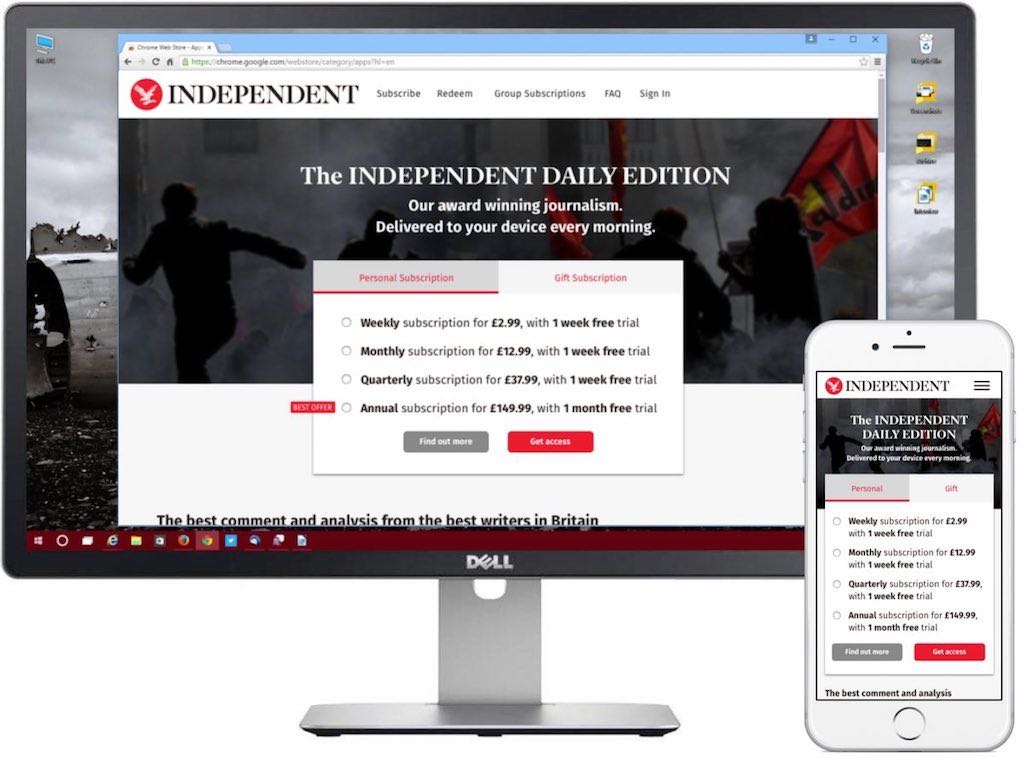 Chrome Web Store - Apps
https://chrome.google.com/webstore/category/apps?hl=en
INDEPENDENT
Subscribe Redeem Group Subscriptions FAQ Sign In
The INDEPENDENT DAILY EDITION
Our award winning journalism.
Delivered to your device every morning.
Personal Subscription Gift Subscription
Weekly subscription for £2.99, with 1 week free trial
Monthly subscription for £12.99, with 1 week free trial
Quarterly subscription for £37.99, with 1 week free trial
BEST OFFER Annual subscription for £149.99, with 1 month free trial
Find out more Get access
The best comment and analysis from the best writers in Britain
DELL
INDEPENDENT
The INDEPENDENT
DAILY EDITION
Our award winning journalism.
Delivered to your device every morning.
Personal Gift
Weekly subscription for £2.99
with 1 week free trial
Monthly subscription for £12.99
with 1 week free trial
Quarterly subscription for £37.99,
with 1 week free trial
Annual subscription for £149.99,
with 1 month free trial
Find out more Get access
The best comment and analysis